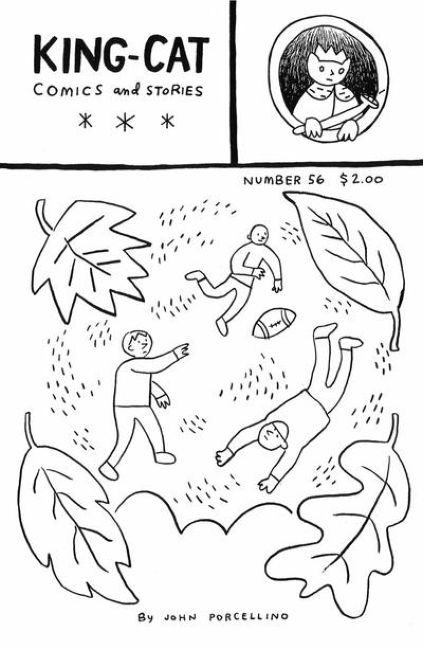 KING-CAT
COMICS and STORIES
* * *
NUMBER 56 $2.00
By JOHN PORCELLINO